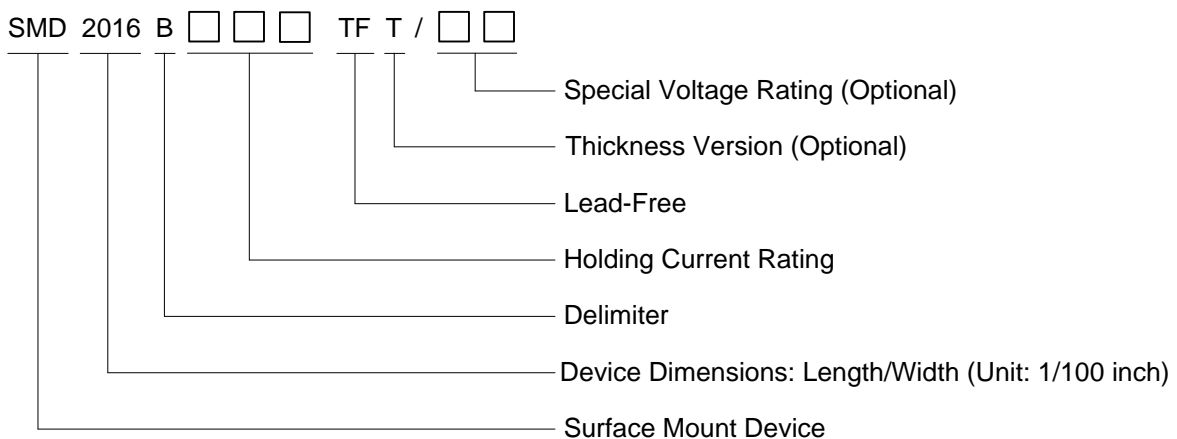 SMD 2016 B □ □ □ TF T / □ □
Special Voltage Rating (Optional)
Thickness Version (Optional)
Lead-Free
Holding Current Rating
Delimiter
Device Dimensions: Length/Width (Unit: 1/100 inch)
Surface Mount Device